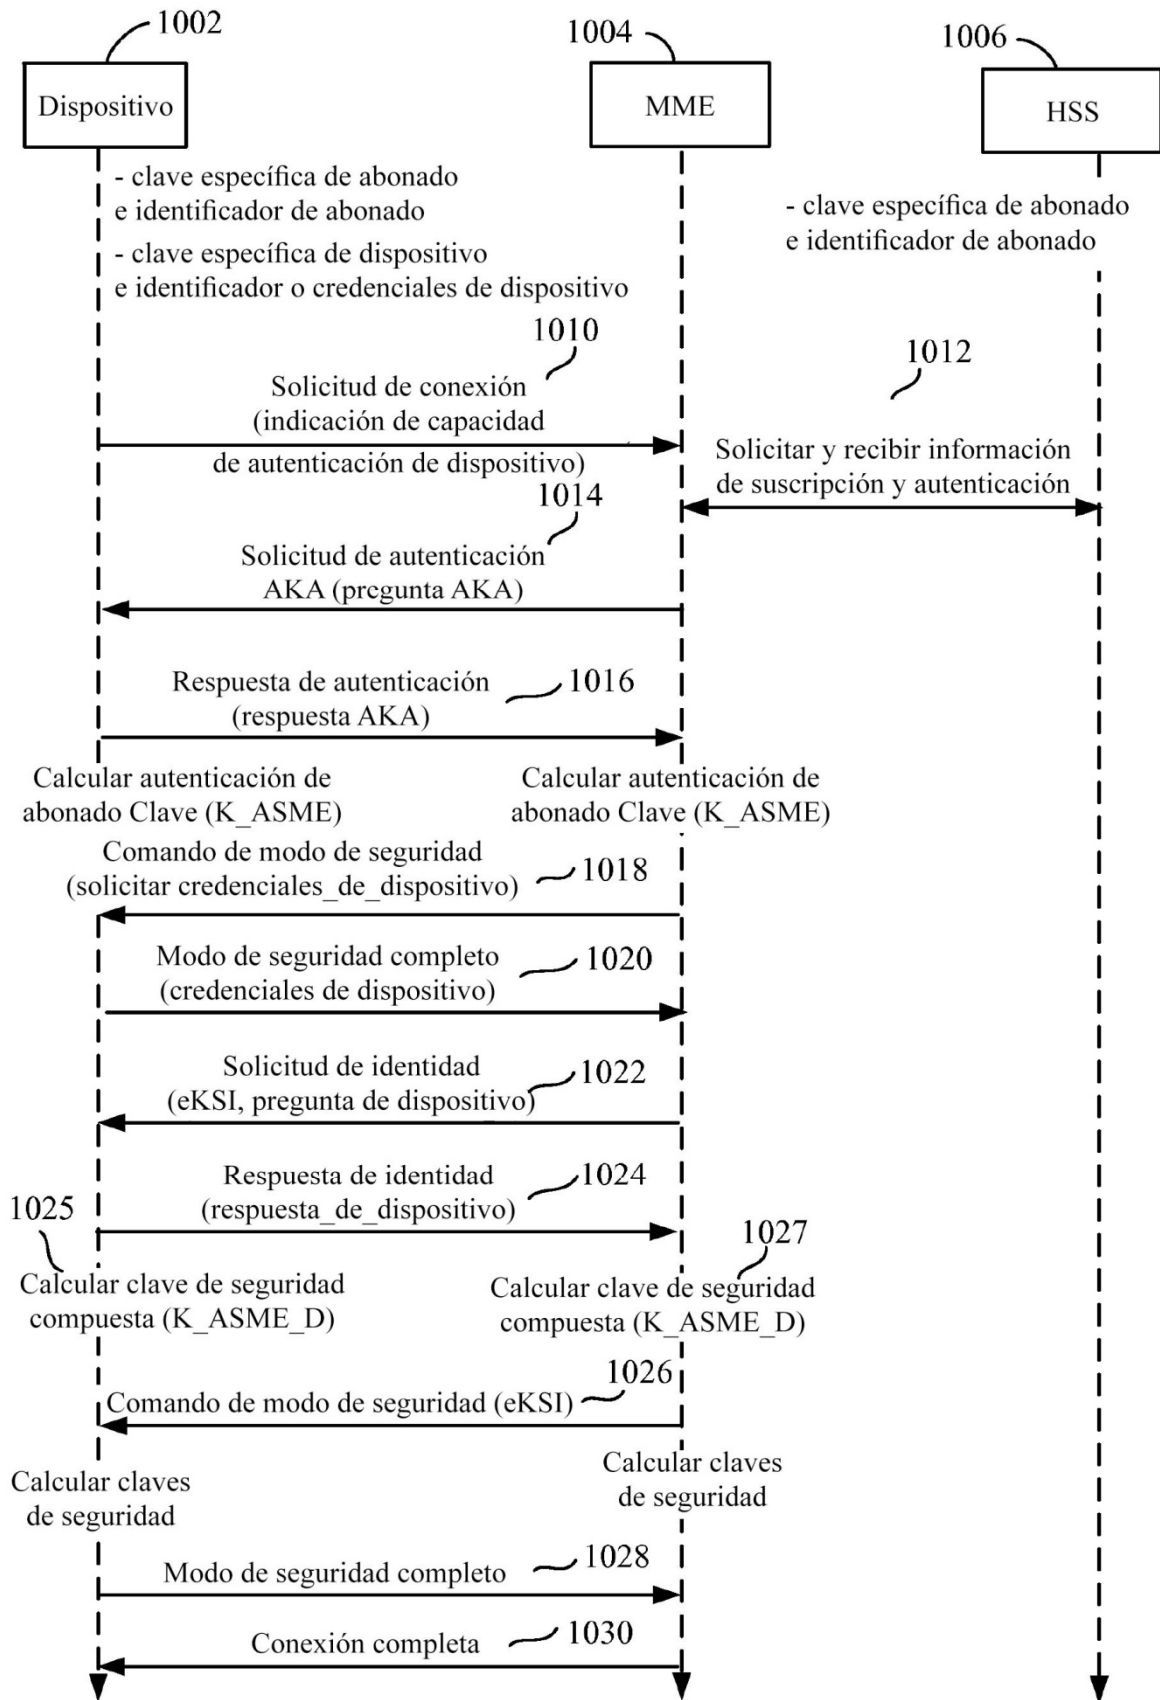 1002
1004
1006
Dispositivo
MME
HSS
- clave específica de abonado
e identificador de abonado
- clave específica de dispositivo
e identificador o credenciales de dispositivo
- clave específica de abonado
e identificador de abonado
1010
Solicitud de conexión
(indicación de capacidad
de autenticación de dispositivo)
1012
Solicitar y recibir información
de suscripción y autenticación
1014
Solicitud de autenticación
AKA (pregunta AKA)
Respuesta de autenticación
(respuesta AKA)
1016
Calcular autenticación de
abonado Clave (K_ASME)
Calcular autenticación de
abonado Clave (K_ASME)
Comando de modo de seguridad
(solicitar credenciales_de_dispositivo)
1018
Modo de seguridad completo
(credenciales de dispositivo)
1020
Solicitud de identidad
(eKSI, pregunta de dispositivo)
1022
Respuesta de identidad
(respuesta_de_dispositivo)
1024
1025
Calcular clave de seguridad
compuesta (K_ASME_D)
1027
Calcular clave de seguridad
compuesta (K_ASME_D)
1026
Comando de modo de seguridad (eKSI)
Calcular claves
de seguridad
Calcular claves
de seguridad
Modo de seguridad completo
1028
Conexión completa
1030